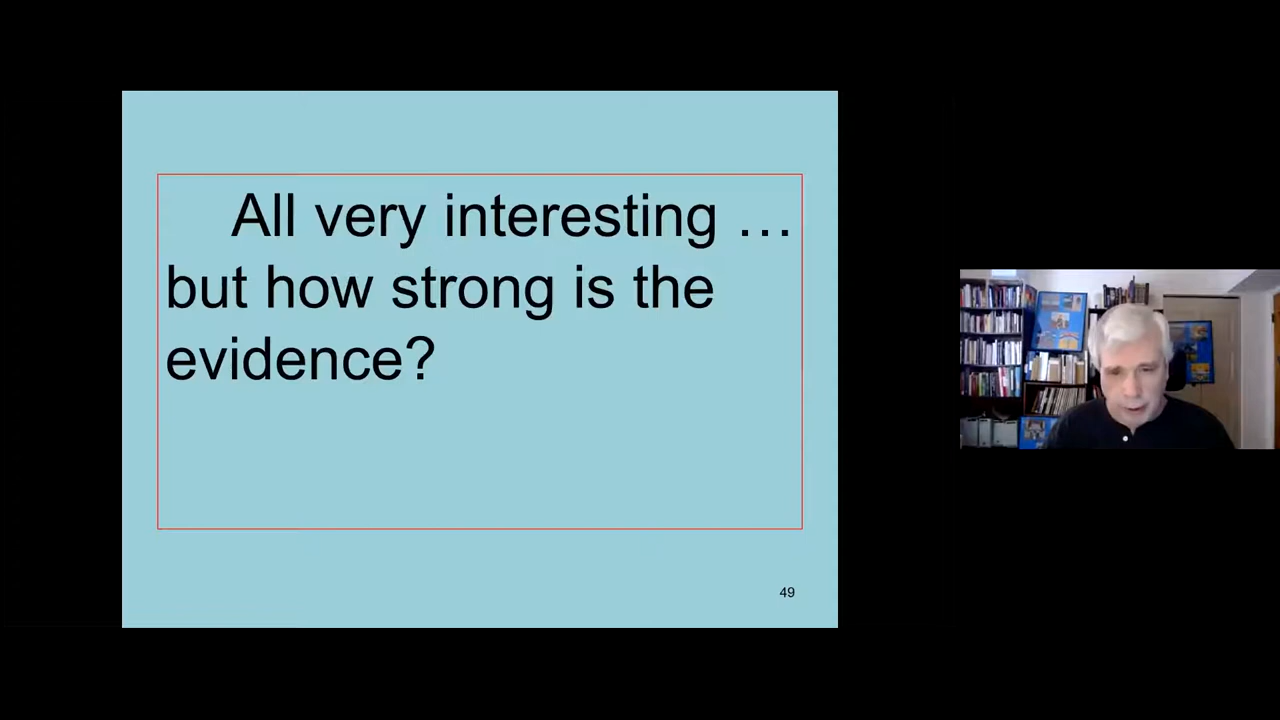 All very interesting …
but how strong is the
evidence?
49